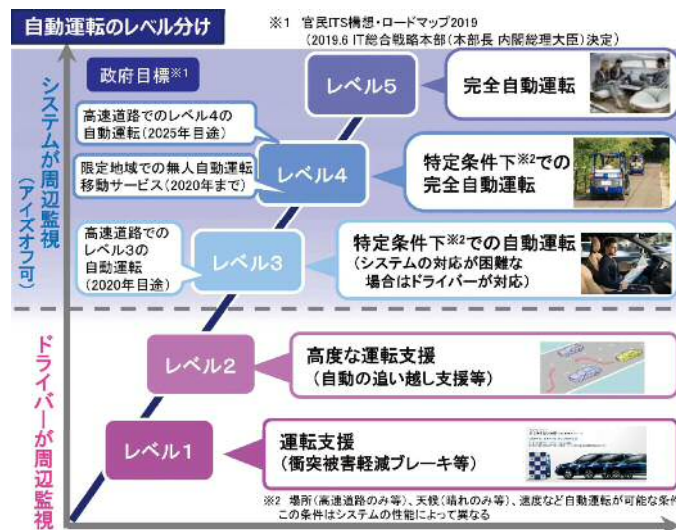 自動運転のレベル分け
※1 官民ITS構想・ロードマップ2019
(2019.6 IT総合戦略本部(本部長 内閣総理大臣)決定)
政府目標※1
システムが周辺監視
(アイズオフ可)
ドライバーが周辺監視
レベル5
完全自動運転
高速道路でのレベル4の
自動運転(2025年目途)
限定地域での無人自動運転
移動サービス(2020年まで)
レベル4
特定条件下※2での
完全自動運転
高速道路での
レベル3の
自動運転
(2020年目途)
レベル3
特定条件下※2での自動運転
(システムの対応が困難な
場合はドライバーが対応)
レベル2
高度な運転支援
(自動の追い越し支援等)
レベル1
運転支援
(衝突被害軽減ブレーキ等)
※2 場所(高速道路のみ等)、天候(晴れのみ等)、速度など自動運転が可能な条件
この条件はシステムの性能によって異なる